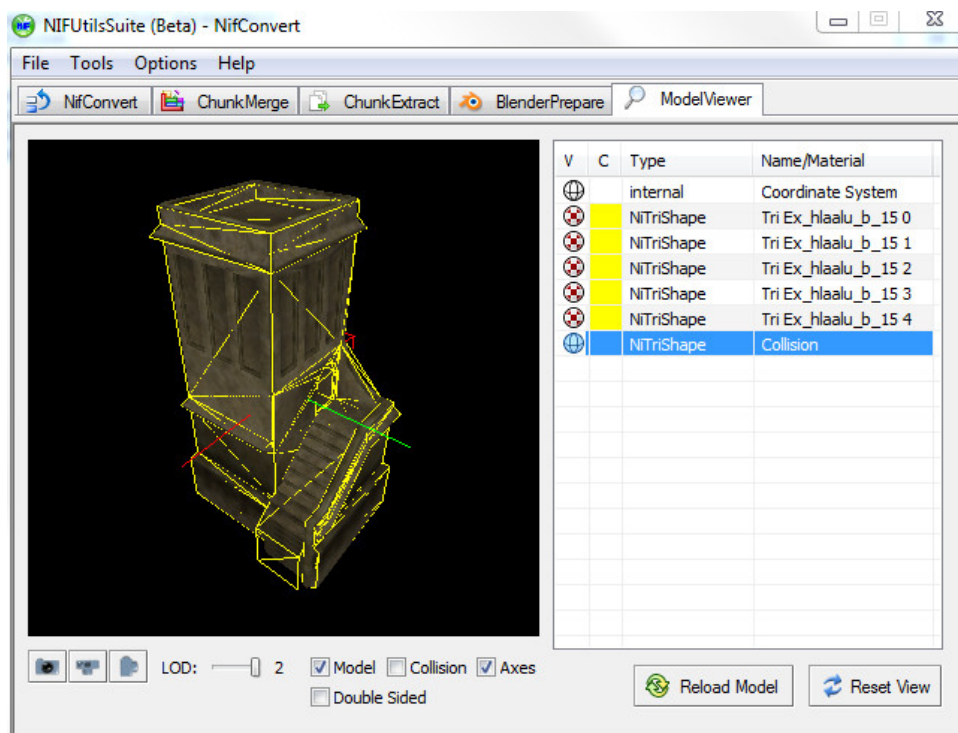 NIFUtilsSuite (Beta) - NifConvert
File Tools Options Help
NifConvert ChunkMerge ChunkExtract BlenderPrepare ModelViewer
V C Type Name/Material
internal Coordinate System
NiTriShape Tri Ex_hlaalu_b_15 0
NiTriShape Tri Ex_hlaalu_b_15 1
NiTriShape Tri Ex_hlaalu_b_15 2
NiTriShape Tri Ex_hlaalu_b_15 3
NiTriShape Tri Ex_hlaalu_b_15 4
NiTriShape Collision
LOD: 2 Model Collision Axes
Double Sided
Reload Model Reset View